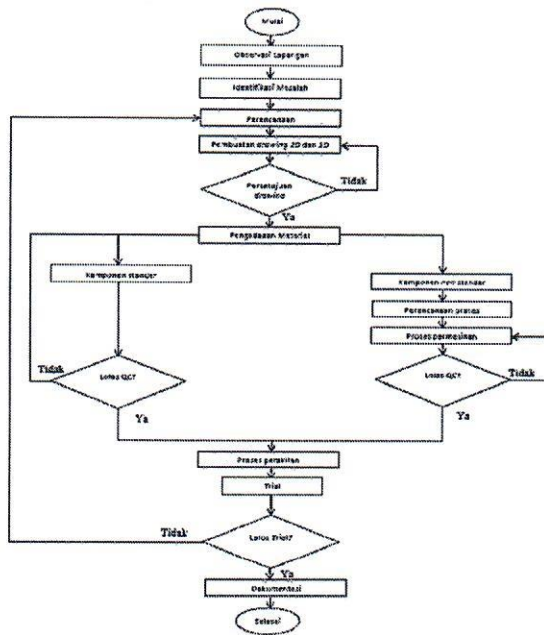 Mulai
Observasi Lapangan
Identifikasi Masalah
Perencanaan
Pembuatan drawing 2D dan 3D
Persetujuan
drawing
Tidak
Ya
Pengadaan Material
Komponen standar
Komponen non standar
Perencanaan proses
Proses permesinan
Lolos QC?
Tidak
Ya
Lolos QC?
Tidak
Ya
Proses perakitan
Trial
Lolos Trial?
Tidak
Ya
Dokumentasi
Selesai